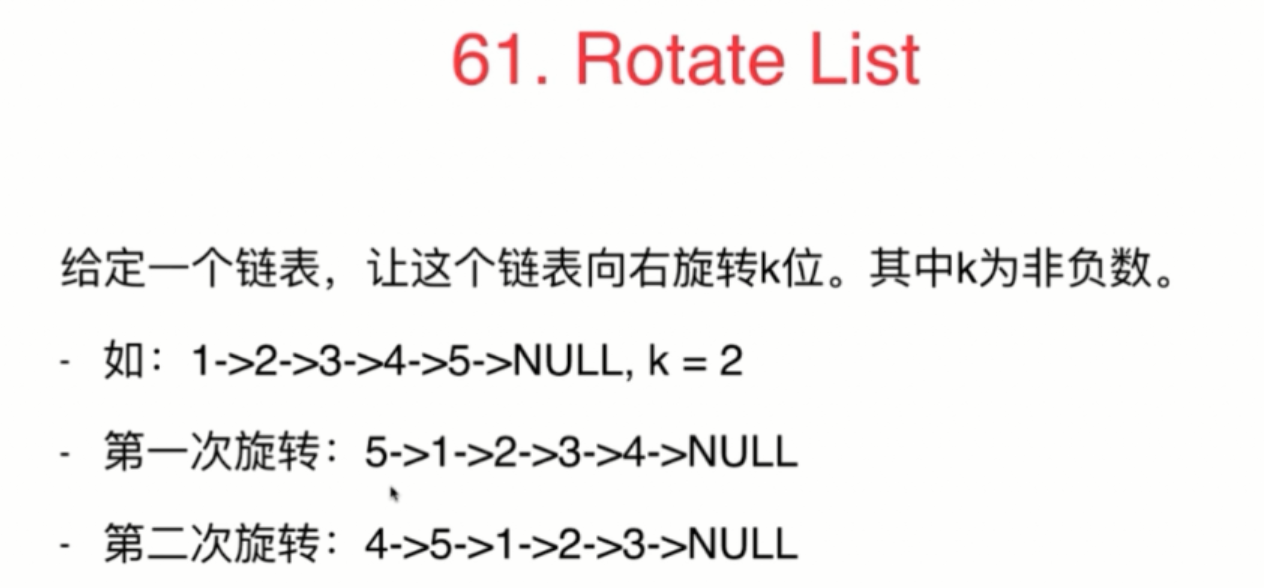 61. Rotate List
给定一个链表，让这个链表向右旋转k位。其中k为非负数。
- 如：1->2->3->4->5->NULL, k = 2
- 第一次旋转：5->1->2->3->4->NULL
- 第二次旋转：4->5->1->2->3->NULL